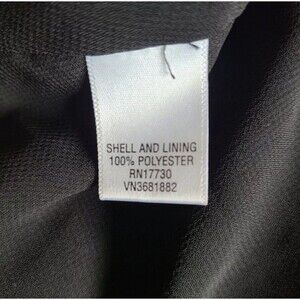 SHELL AND LINING
100% POLYESTER
RN17730
VN3681882